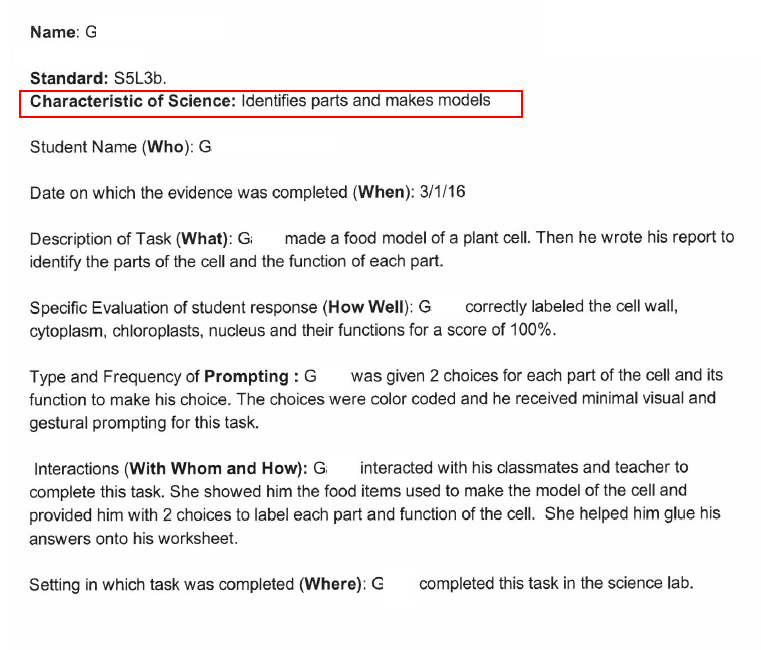 Name: G
Standard: S5L3b.
Characteristic of Science: Identifies parts and makes models
Student Name (Who): G
Date on which the evidence was completed (When): 3/1/16
Description of Task (What): G made a food model of a plant cell. Then he wrote his report to
identify the parts of the cell and the function of each part.
Specific Evaluation of student response (How Well): G correctly labeled the cell wall,
cytoplasm, chloroplasts, nucleus and their functions for a score of 100%.
Type and Frequency of Prompting : G was given 2 choices for each part of the cell and its
function to make his choice. The choices were color coded and he received minimal visual and
gestural prompting for this task.
Interactions (With Whom and How): G interacted with his classmates and teacher to
complete this task. She showed him the food items used to make the model of the cell and
provided him with 2 choices to label each part and function of the cell. She helped him glue his
answers onto his worksheet.
Setting in which task was completed (Where): G completed this task in the science lab.